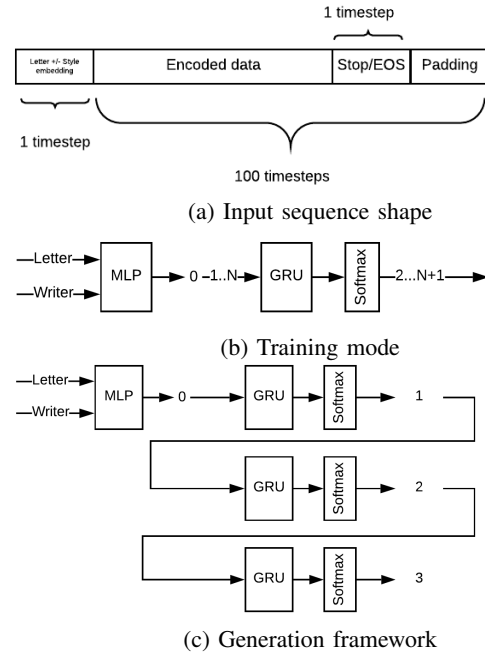 1 timestep
Letter +/- Style
embedding
Encoded data
Stop/EOS
Padding
1 timestep
100 timesteps
(a) Input sequence shape
Letter
Writer
MLP
0
1..N
GRU
Softmax
2...N+1
(b) Training mode
Letter
Writer
MLP
0
GRU
Softmax
1
GRU
Softmax
2
GRU
Softmax
3
(c) Generation framework